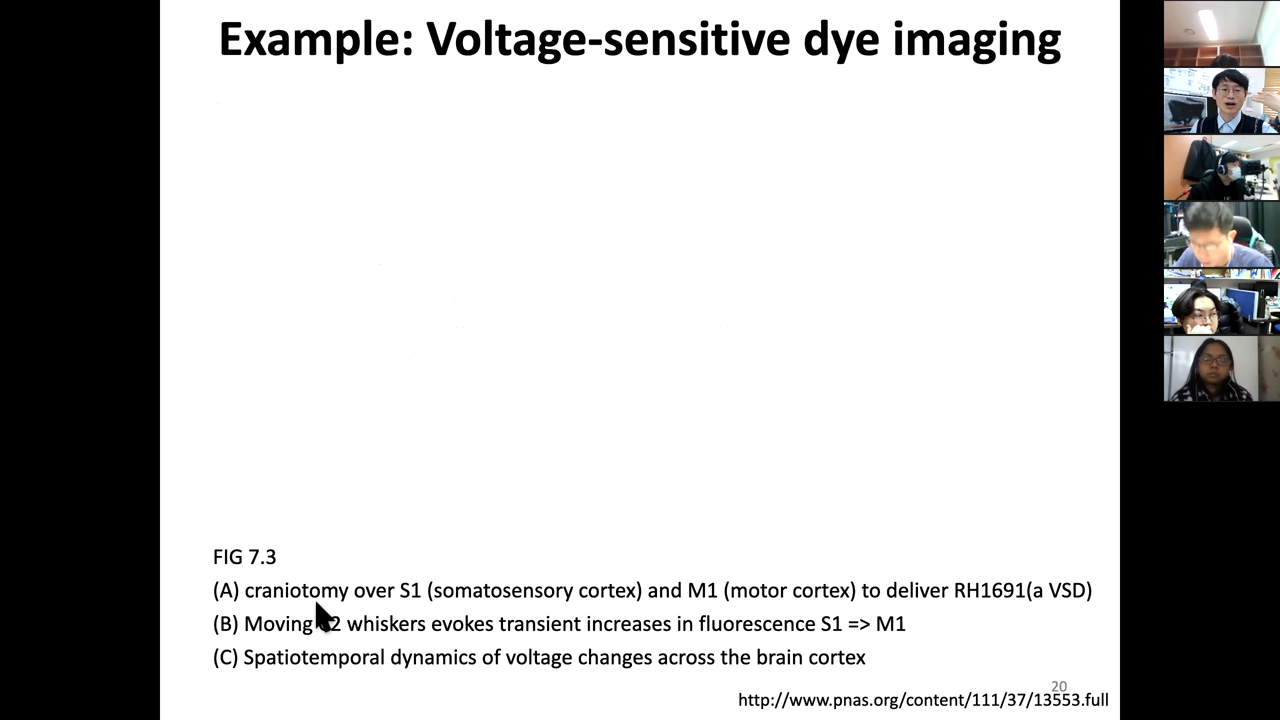 Example: Voltage-sensitive dye imaging
FIG 7.3
(A) craniotomy over S1 (somatosensory cortex) and M1 (motor cortex) to deliver RH1691(a VSD)
(B) Moving 2 whiskers evokes transient increases in fluorescence S1 => M1
(C) Spatiotemporal dynamics of voltage changes across the brain cortex
20
http://www.pnas.org/content/111/37/13553.full